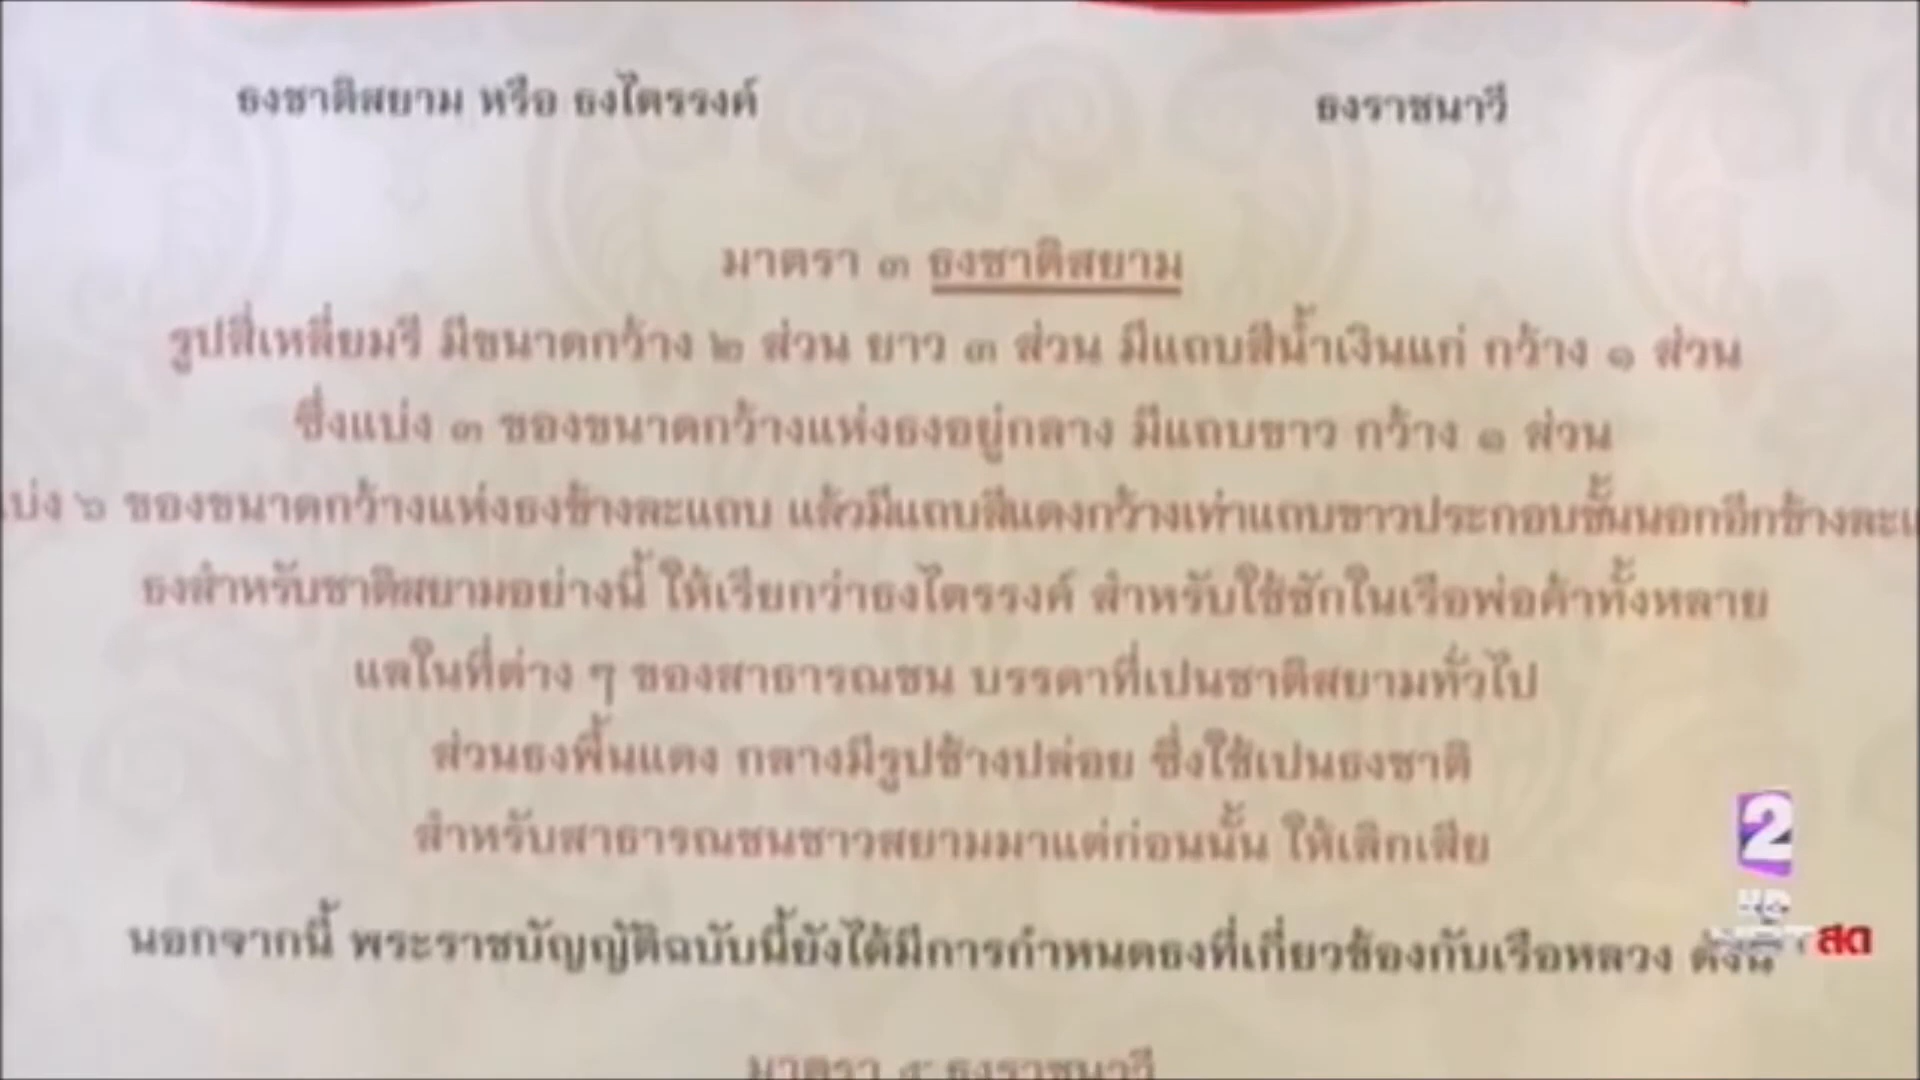 ธงชาติสยาม หรือ ธงไตรรงค์
ธงราชนาวี
มาตรา ๓ ธงชาติสยาม
รูปสี่เหลี่ยมรี มีขนาดกว้าง ๒ ส่วน ยาว ๓ ส่วน มีแถบสีน้ำเงินแก่ กว้าง ๑ ส่วน
ซึ่งแบ่ง ๓ ของขนาดกว้างแห่งธงอยู่กลาง มีแถบขาว กว้าง ๑ ส่วน
แบ่ง ๖ ของขนาดกว้างแห่งธงข้างละแถบ แล้วมีแถบสีแดงกว้างเท่าแถบขาวประกอบชั้นนอกอีกข้างละ
ธงสำหรับชาติสยามอย่างนี้ ให้เรียกว่าธงไตรรงค์ สำหรับใช้ชักในเรือพ่อค้าทั้งหลาย
แลในที่ต่าง ๆ ของสาธารณชน บรรดาที่เปนชาติสยามทั่วไป
ส่วนธงพื้นแดง กลางมีรูปช้างปล่อย ซึ่งใช้เปนธงชาติ
สำหรับสาธารณชนชาวสยามมาแต่ก่อนนั้น ให้เลิกเสีย
2
HD
นอกจากนี้ พระราชบัญญัติฉบับนี้ยังได้มีการกำหนดธงที่เกี่ยวข้องกับเรือหลวง ดังนี้
สด
มาตรา ๔ ธงราชนาวี